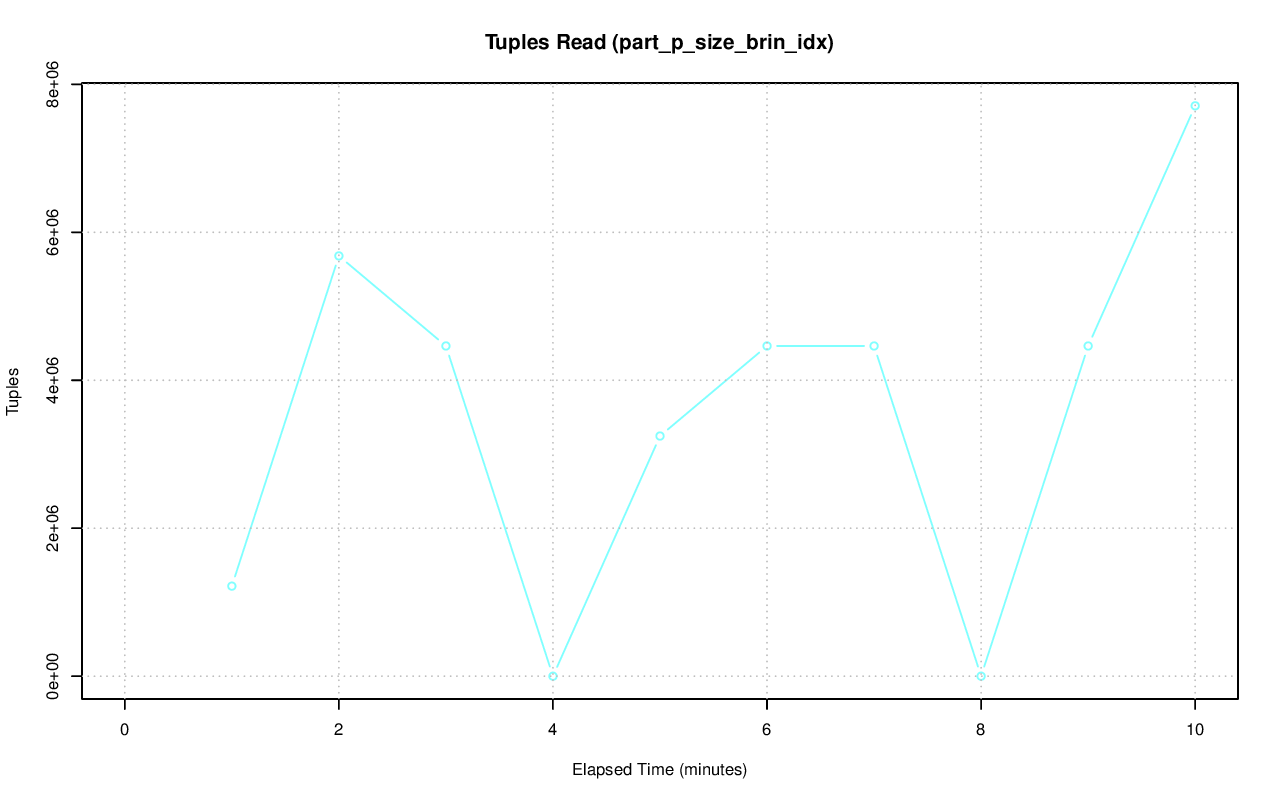 Tuples Read (part_p_size_brin_idx)
8e+06
6e+06
4e+06
2e+06
0e+00
Tuples
0 2 4 6 8 10
Elapsed Time (minutes)